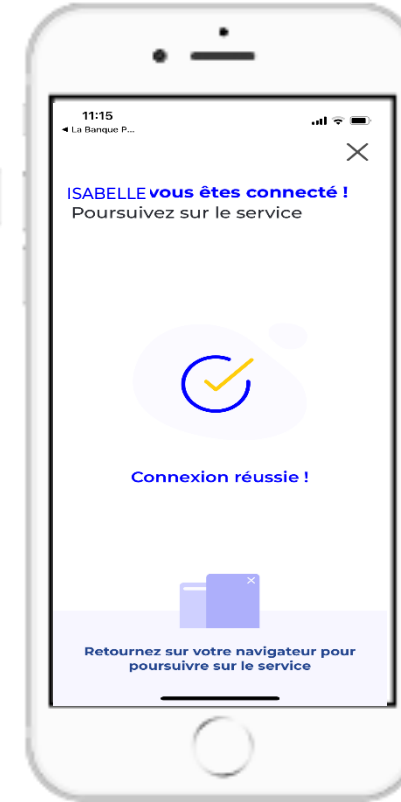 11:15
◀ La Banque P...
ISABELLE vous êtes connecté !
Poursuivez sur le service
Connexion réussie !
Retournez sur votre navigateur pour
poursuivre sur le service